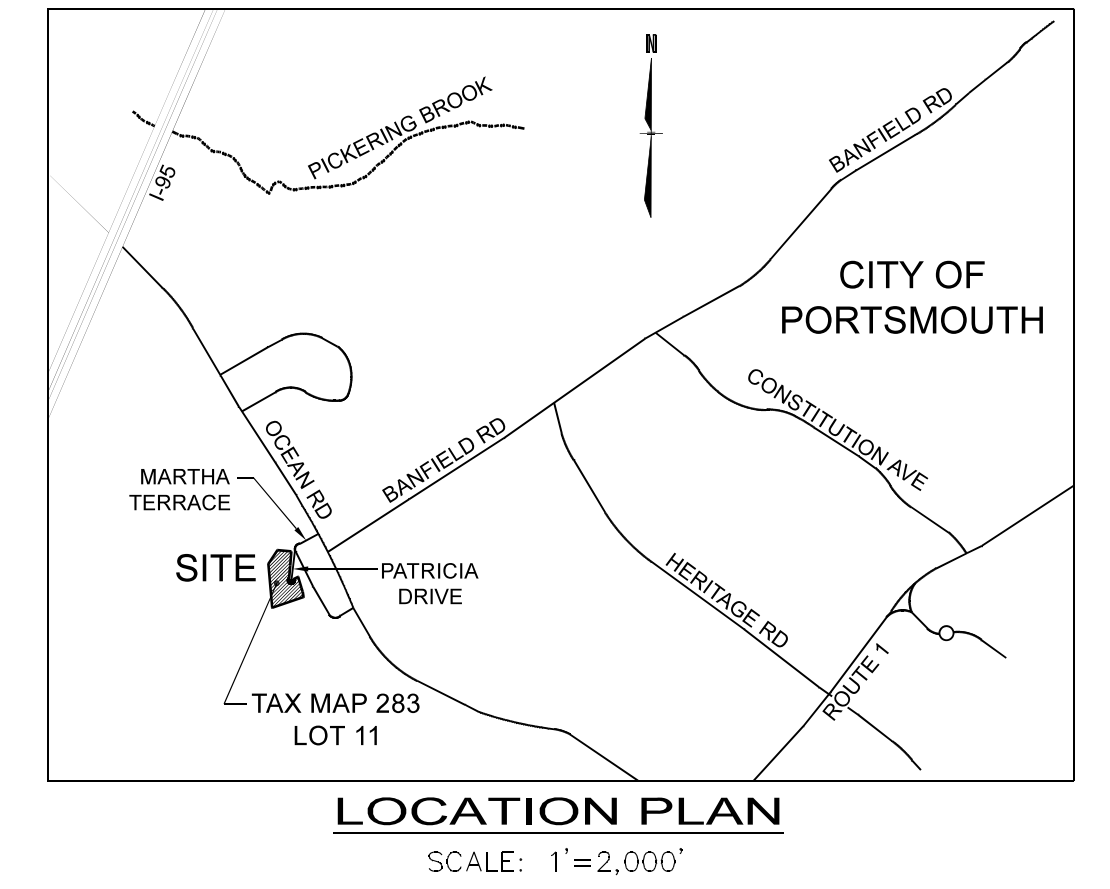 N
BANFIELD RD
PICKERING BROOK
I-95
CITY OF
PORTSMOUTH
CONSTITUTION AVE
OCEAN RD
BANFIELD RD
MARTHA
TERRACE
SITE
PATRICIA
DRIVE
HERITAGE RD
ROUTE 1
TAX MAP 283
LOT 11
LOCATION PLAN
SCALE: 1'=2,000'